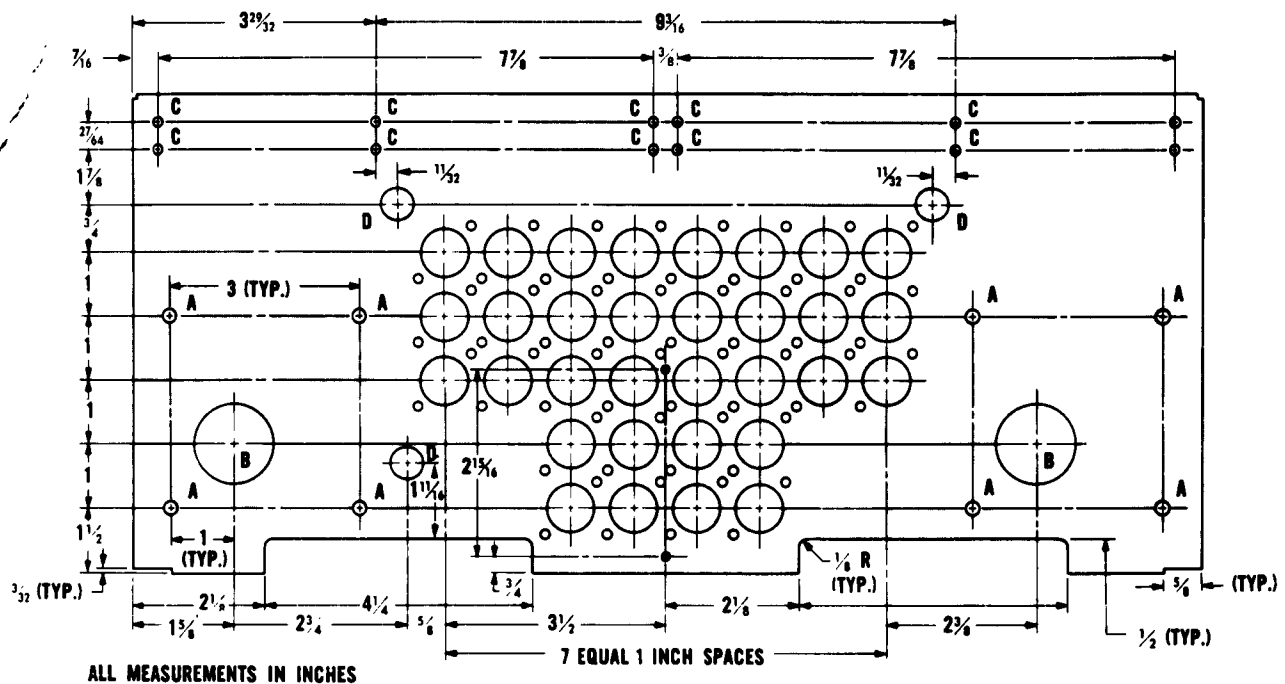 3 29/32
9 3/16
7/16
7 7/8
3/8
7 7/8
C C C C C
27/64
C C C C C
1 7/8
11/32
11/32
D
D
3/4
1
3 (TYP.)
A A A A
1
1
B
D
B
2 15/16
1
1 11/16
A A A A
1 1/2
1
(TYP.)
3/32 (TYP.)
3/4
1/8 R
(TYP.)
5/8 (TYP.)
2 1/8
4 1/4
2 1/8
1/2 (TYP.)
1 5/8
2 3/4
5/8
3 1/2
2 3/8
7 EQUAL 1 INCH SPACES
ALL MEASUREMENTS IN INCHES